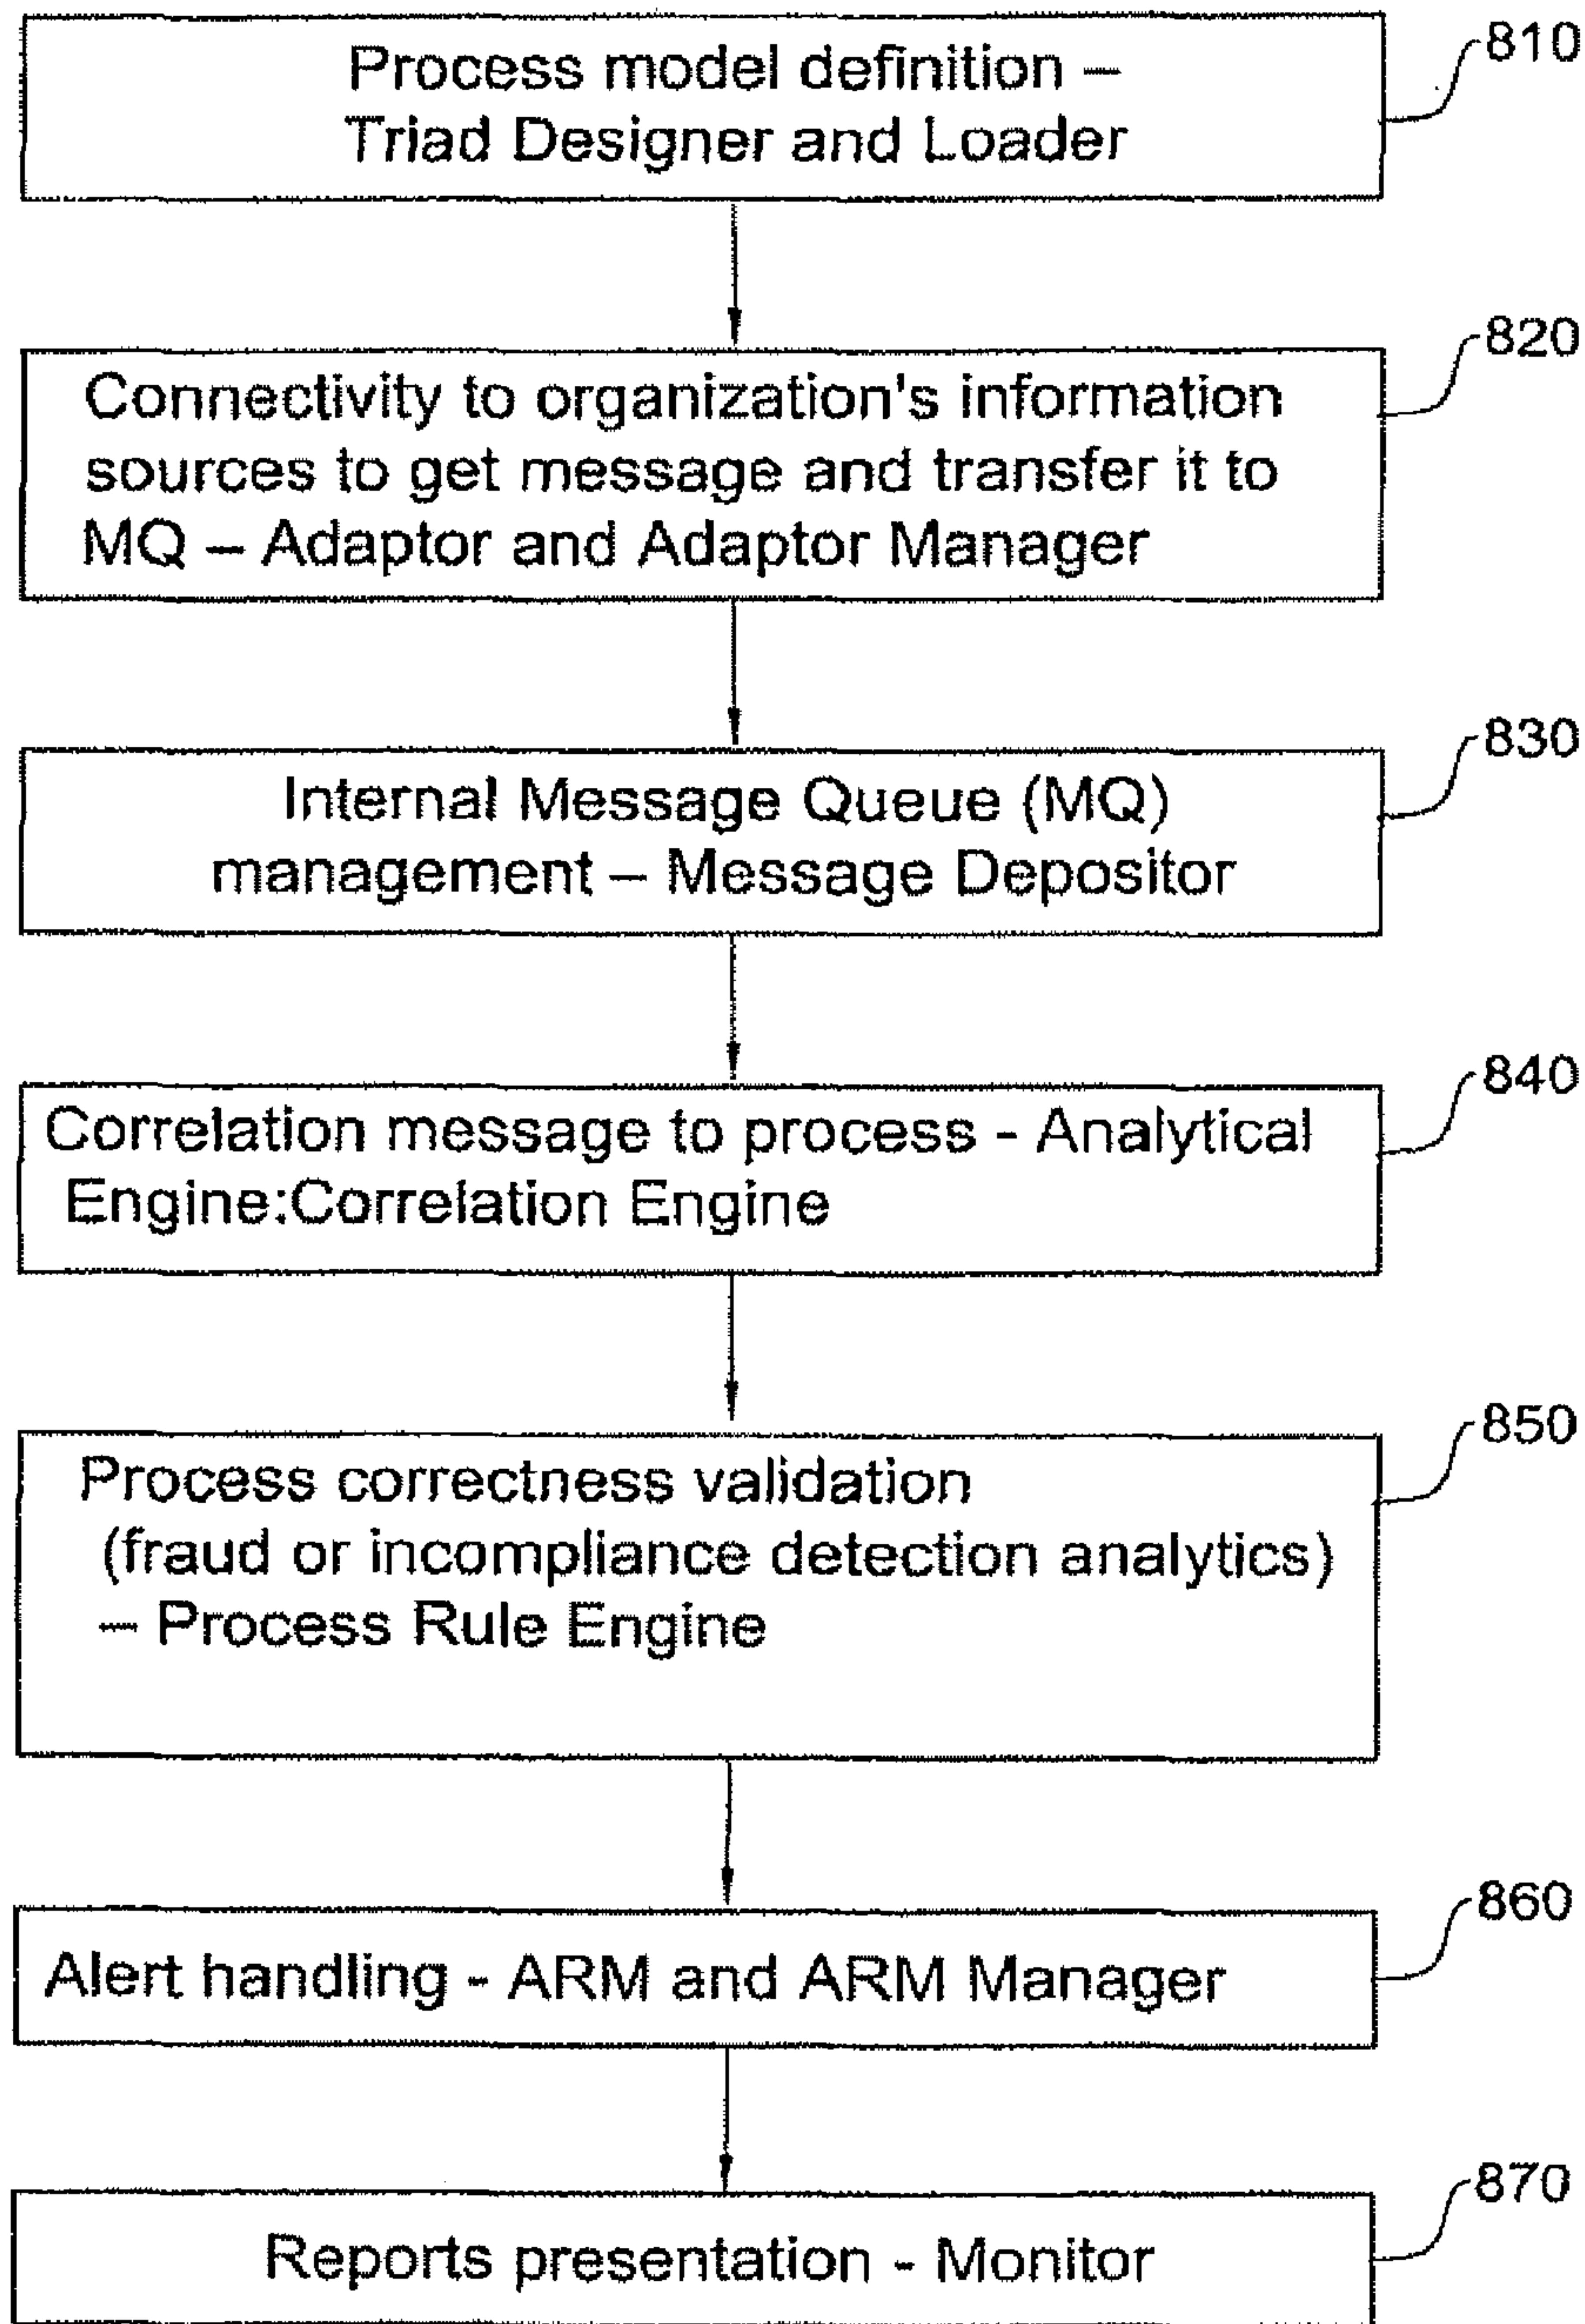 Process model definition –
Triad Designer and Loader
810
Connectivity to organization's information
sources to get message and transfer it to
MQ – Adaptor and Adaptor Manager
820
Internal Message Queue (MQ)
management – Message Depositor
830
Correlation message to process - Analytical
Engine:Correlation Engine
840
Process correctness validation
(fraud or incompliance detection analytics)
– Process Rule Engine
850
Alert handling - ARM and ARM Manager
860
Reports presentation - Monitor
870